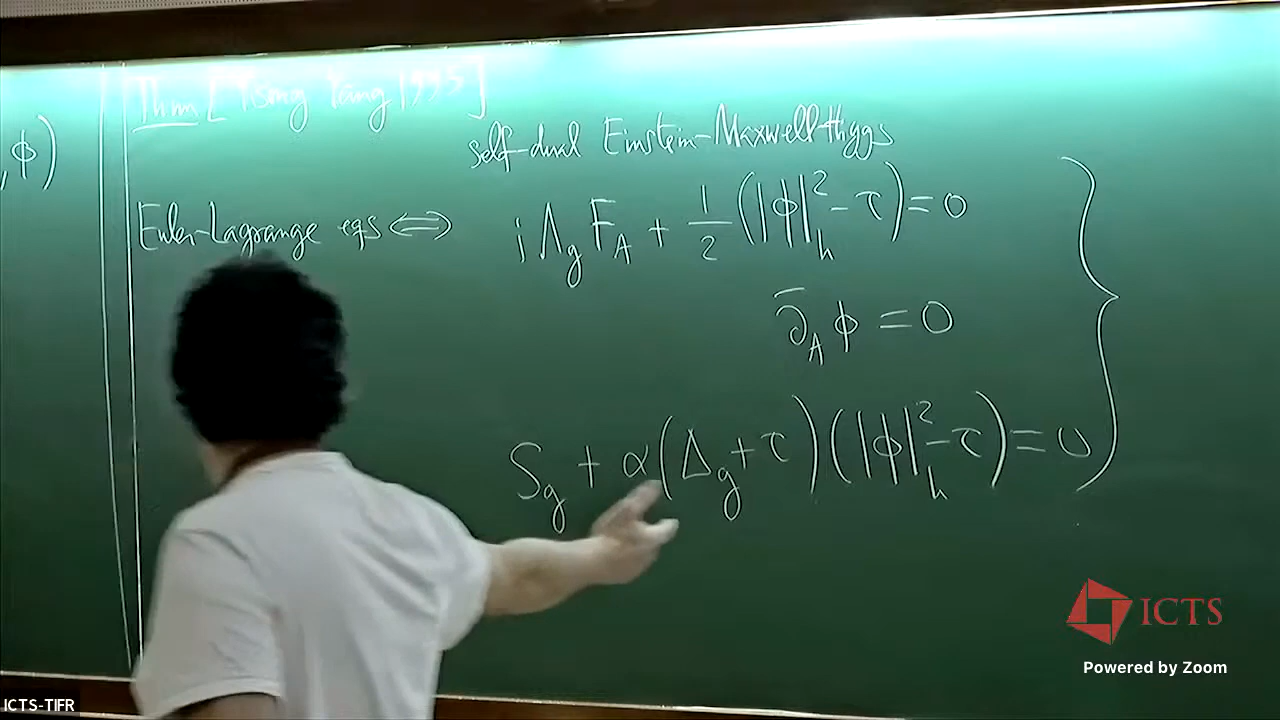 , φ)
Thm [ Tisong Yang 1995]
self-dual Einstein-Maxwell-Higgs
Euler-Lagrange eqs ⟺ i Λ_g F_A + 1/2 (|φ|²_h - τ) = 0
∂̄_A φ = 0
S_g + α(Δ_g + τ)(|φ|²_h - τ) = 0
ICTS
Powered by Zoom
ICTS-TIFR